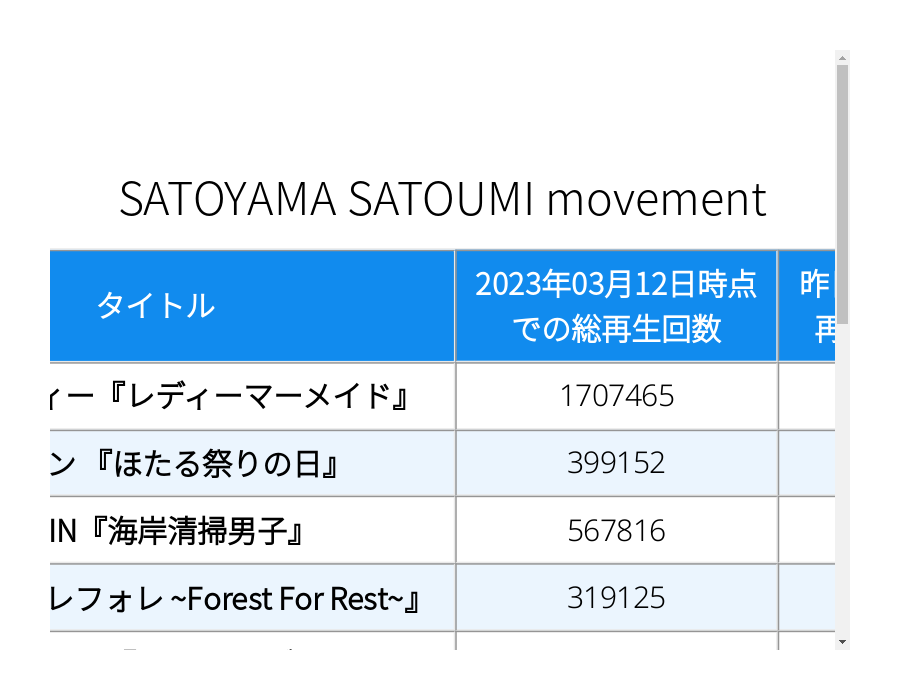 SATOYAMA SATOUMI movement
タイトル
2023年03月12日時点
での総再生回数
昨
再
ィー『レディーマーメイド』
1707465
ン 『ほたる祭りの日』
399152
IN『海岸清掃男子』
567816
レフォレ ~Forest For Rest~』
319125